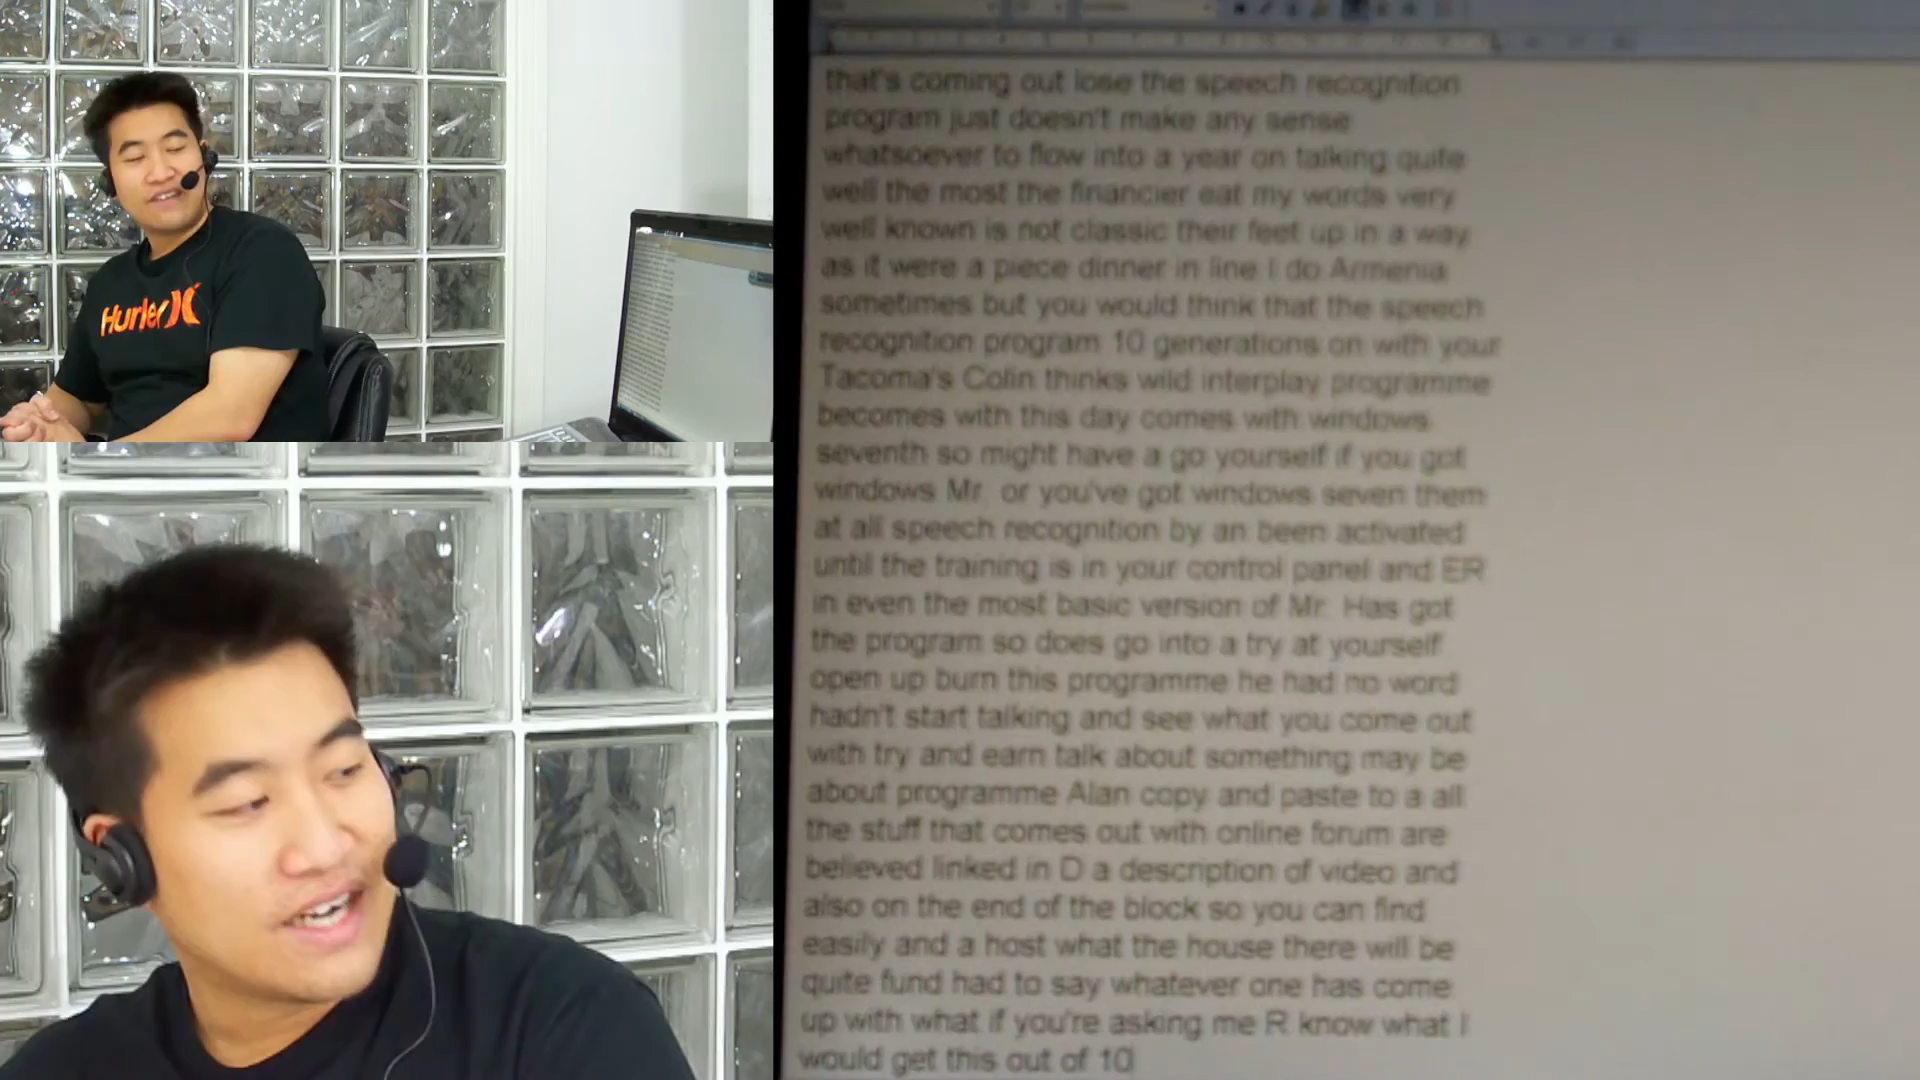 Hurley
that's coming out lose the speech recognition
program just doesn't make any sense
whatsoever to flow into a year on talking quite
well the most the financier eat my words very
well known is not classic their feet up in a way
as it were a piece dinner in line I do Armenia
sometimes but you would think that the speech
recognition program 10 generations on with your
Tacoma's Colin thinks wild interplay programme
becomes with this day comes with windows
seventh so might have a go yourself if you got
windows Mr. or you've got windows seven them
at all speech recognition by an been activated
until the training is in your control panel and ER
in even the most basic version of Mr. Has got
the program so does go into a try at yourself
open up burn this programme he had no word
hadn't start talking and see what you come out
with try and earn talk about something may be
about programme Alan copy and paste to a all
the stuff that comes out with online forum are
believed linked in D a description of video and
also on the end of the block so you can find
easily and a host what the house there will be
quite fund had to say whatever one has come
up with what if you're asking me R know what I
would get this out of 10